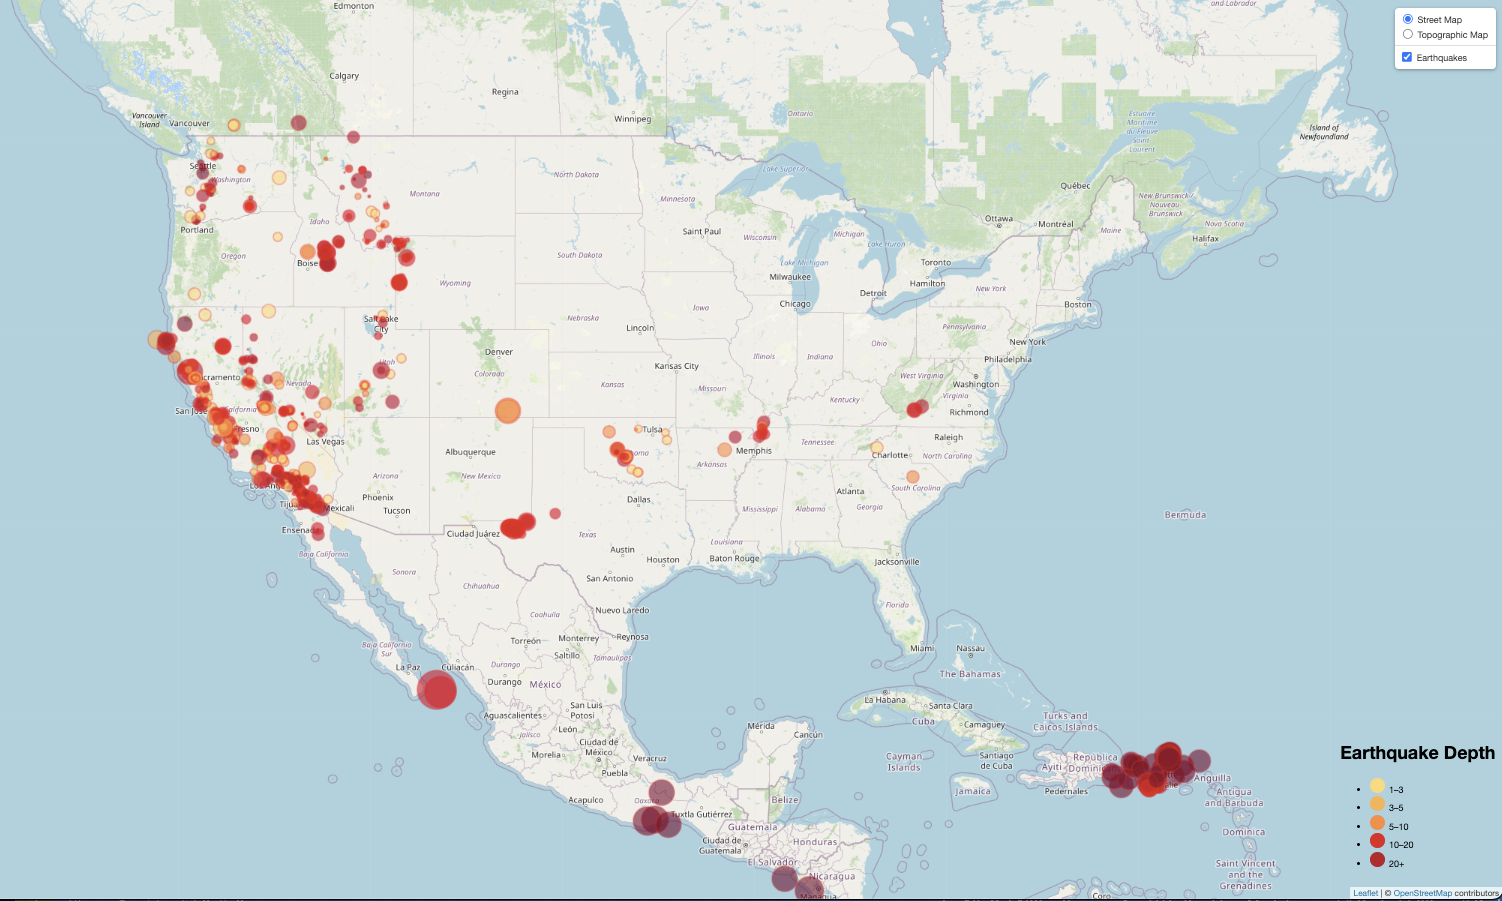 Edmonton
and Labrador
Street Map
Topographic Map
Earthquakes
Calgary
Regina
Vancouver
Island
Vancouver
Winnipeg
Ontario
Estuaire
Maritime
du Fleuve
Saint-
Laurent
Island of
Newfoundland
Seattle
Washington
Lake Superior
North Dakota
Montana
Minnesota
Québec
New Brunswick /
Nouveau
Brunswick
Nova Scotia
Halifax
Ottawa
Montréal
Maine
Portland
Idaho
Saint Paul
Wisconsin
Michigan
Lake Huron
Oregon
Boise
South Dakota
Lake Michigan
Toronto
Hamilton
Milwaukee
Wyoming
Detroit
New York
Chicago
Boston
Iowa
Salt Lake
City
Nebraska
Lincoln
Pennsylvania
Ohio
New York
Denver
Utah
Colorado
Illinois
Indiana
Philadelphia
Kansas City
Kansas
Missouri
West Virginia
Washington
Virginia
Nevada
California
San José
Kentucky
Richmond
Las Vegas
Tulsa
Raleigh
Tennessee
North Carolina
Charlotte
Albuquerque
Memphis
Arkansas
Arizona
New Mexico
South Carolina
Phoenix
Tucson
Mexicali
Dallas
Atlanta
Mississippi
Alabama
Georgia
Bermuda
Ensenada
Ciudad Juárez
Texas
Baja California
Austin
Houston
Louisiana
Baton Rouge
Jacksonville
Sonora
San Antonio
Chihuahua
Nuevo Laredo
Florida
Coahuila
Torreón
Monterrey
Reynosa
Saltillo
Tamaulipas
Baja California
Sur
La Paz
Culiacán
Durango
Durango
México
Miami
Nassau
The Bahamas
Aguascalientes
San Luis
Potosí
León
Jalisco
Ciudad de
México
Morelia
Puebla
Veracruz
Mérida
Cancún
La Habana
Santa Clara
Cuba
Camagüey
Turks and
Caicos Islands
Santiago
de Cuba
Cayman
Islands
Ayiti
República
Pedernales
Jamaica
Anguilla
Antigua
and Barbuda
Dominica
Saint Vincent
and the
Grenadines
Acapulco
Oaxaca
Tuxtla Gutiérrez
Belize
Guatemala
Ciudad de
Guatemala
Honduras
El Salvador
Nicaragua
Managua
Coro
Earthquake Depth
1–3
3–5
5–10
10–20
20+
Leaflet | © OpenStreetMap contributors